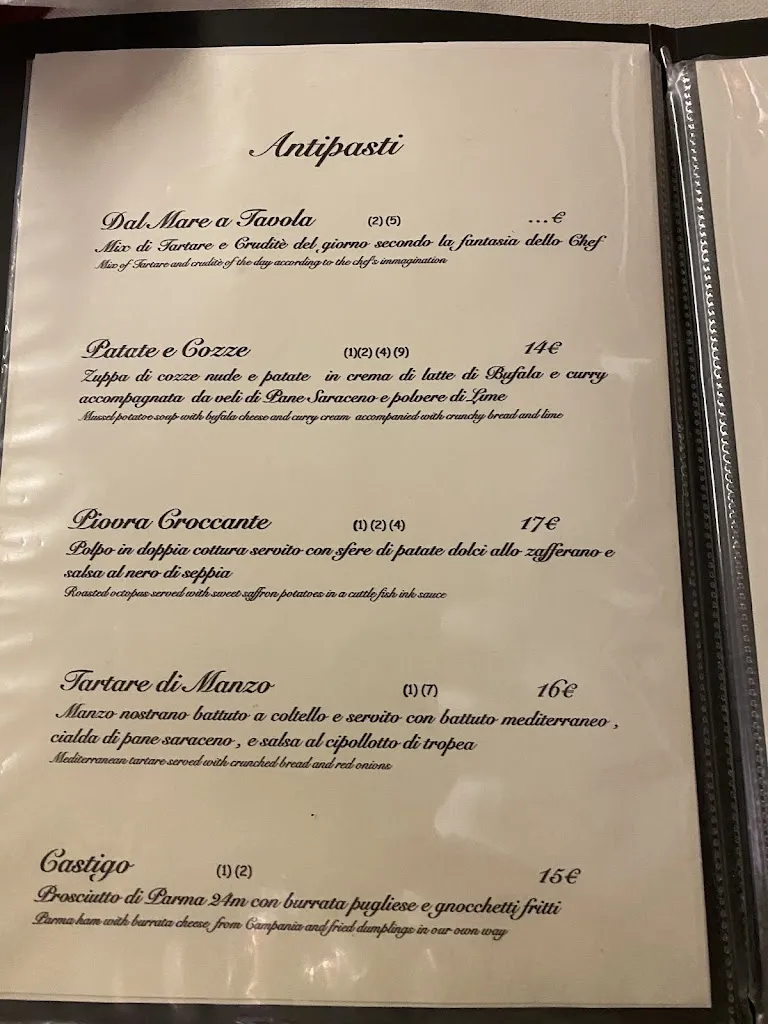 Antipasti
Dal Mare a Tavola (2) (5) ...€
Mix di Tartare e Cruditè del giorno secondo la fantasia dello Chef
Mix of Tartare and cruditè of the day according to the chef's immagination
Patate e Cozze (1)(2) (4) (9) 14€
Zuppa di cozze nude e patate in crema di latte di Bufala e curry
accompagnata da veli di Pane Saraceno e polvere di Lime
Mussel potatoe soup with bufala cheese and curry cream accompanied with crunchy bread and lime
Piovra Croccante (1) (2) (4) 17€
Polpo in doppia cottura servito con sfere di patate dolci allo zafferano e
salsa al nero di seppia
Roasted octopus served with sweet saffron potatoes in a cuttle fish ink sauce
Tartare di Manzo (1) (7) 16€
Manzo nostrano battuto a coltello e servito con battuto mediterraneo ,
cialda di pane saraceno , e salsa al cipollotto di tropea
Mediterranean tartare served with crunched bread and red onions
Castigo (1) (2) 15€
Prosciutto di Parma 24m con burrata pugliese e gnocchetti fritti
Parma ham with burrata cheese from Campania and fried dumplings in our own way